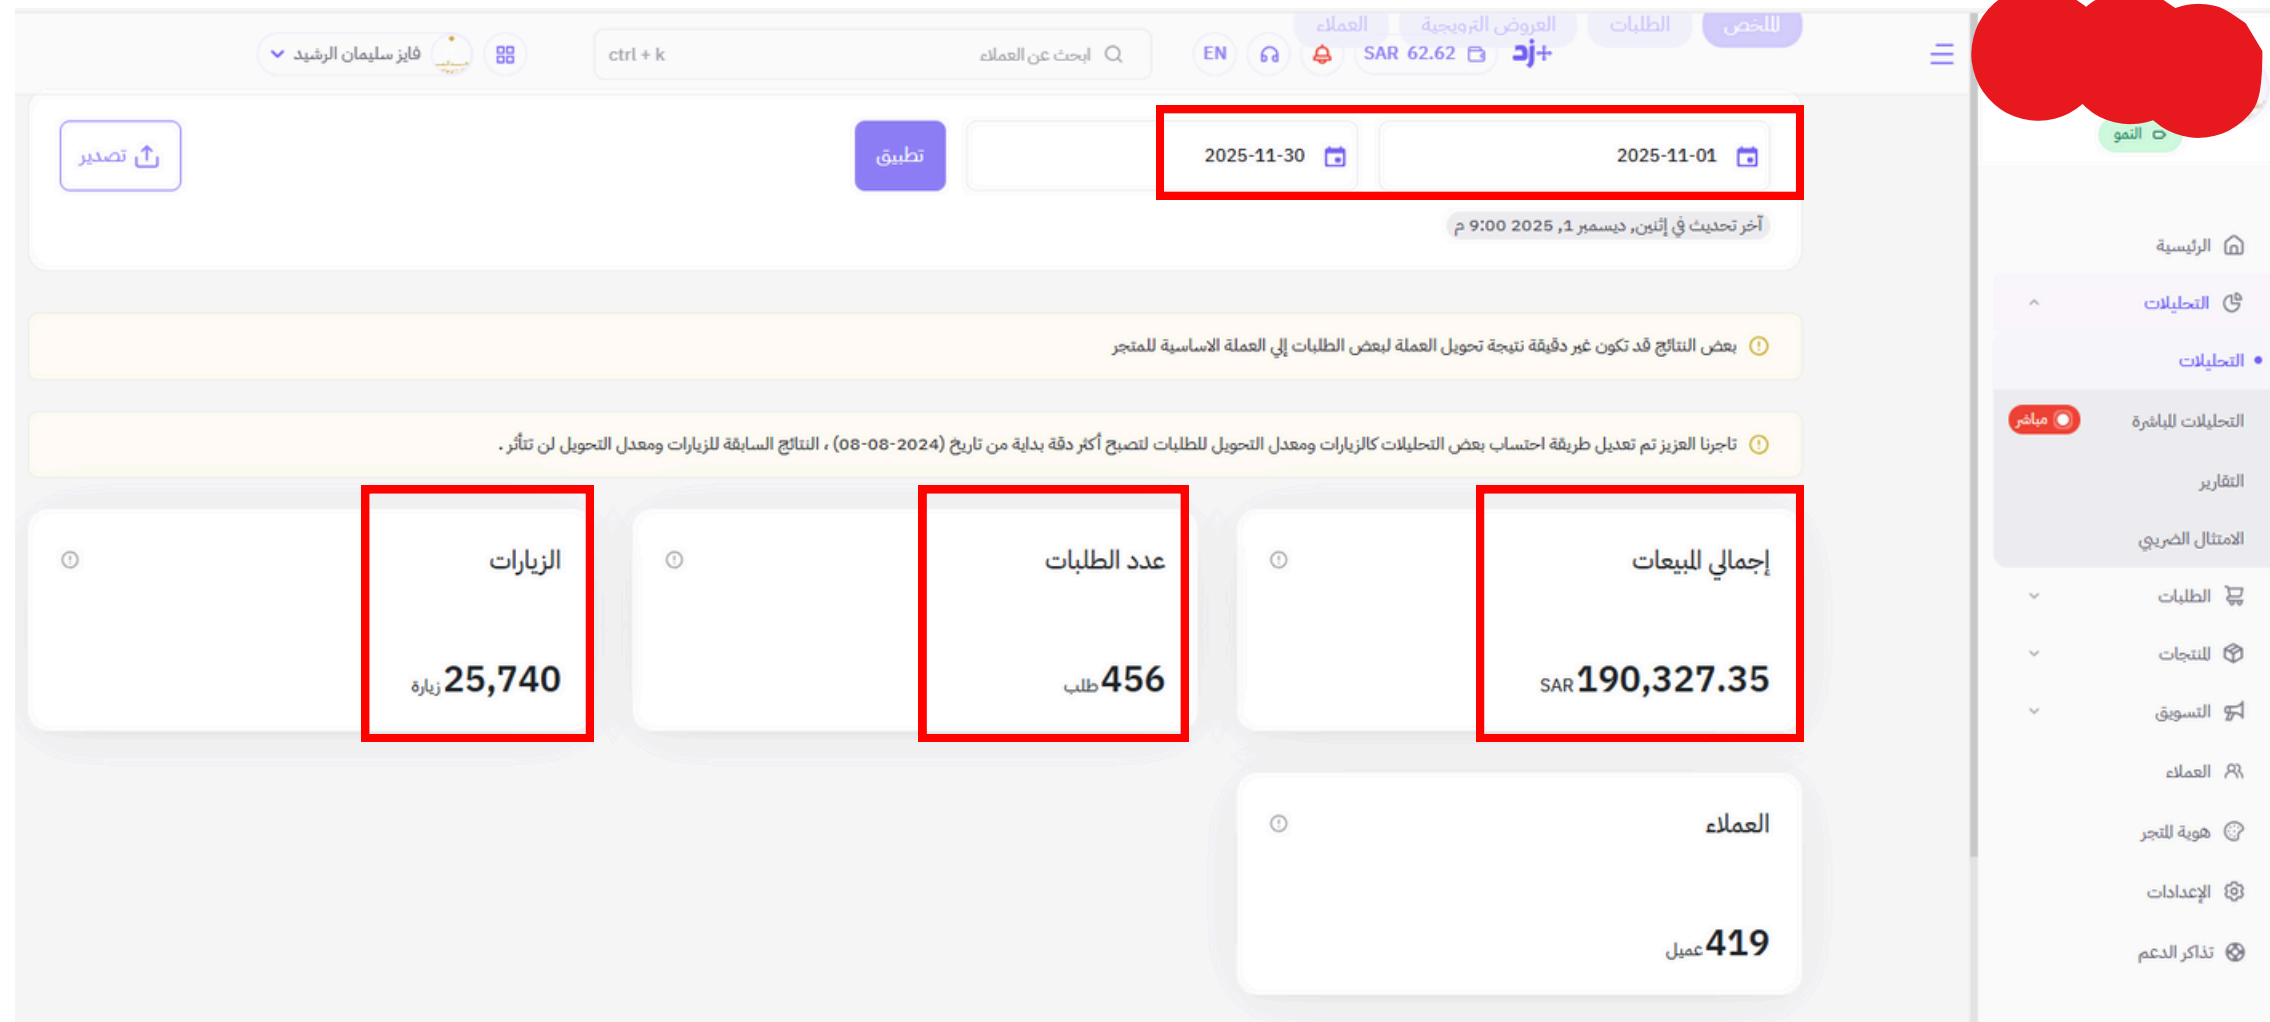 الملخص
الطلبات
العروض الترويجية
العملاء
زد+
SAR 62.62
EN
ابحث عن العملاء
ctrl + k
فايز سليمان الرشيد
النمو
2025-11-01
2025-11-30
تطبيق
تصدير
آخر تحديث في إثنين, ديسمبر 1, 2025 9:00 م
بعض النتائج قد تكون غير دقيقة نتيجة تحويل العملة لبعض الطلبات إلي العملة الاساسية للمتجر
تاجرنا العزيز تم تعديل طريقة احتساب بعض التحليلات كالزيارات ومعدل التحويل للطلبات لتصبح أكثر دقة بداية من تاريخ (2024-08-08) ، النتائج السابقة للزيارات ومعدل التحويل لن تتأثر .
إجمالي المبيعات
190,327.35 SAR
عدد الطلبات
456 طلب
الزيارات
25,740 زيارة
العملاء
419 عميل
الرئيسية
التحليلات
التحليلات
التحليلات المباشرة
مباشر
التقارير
الامتثال الضريبي
الطلبات
المنتجات
التسويق
العملاء
هوية المتجر
الإعدادات
تذاكر الدعم